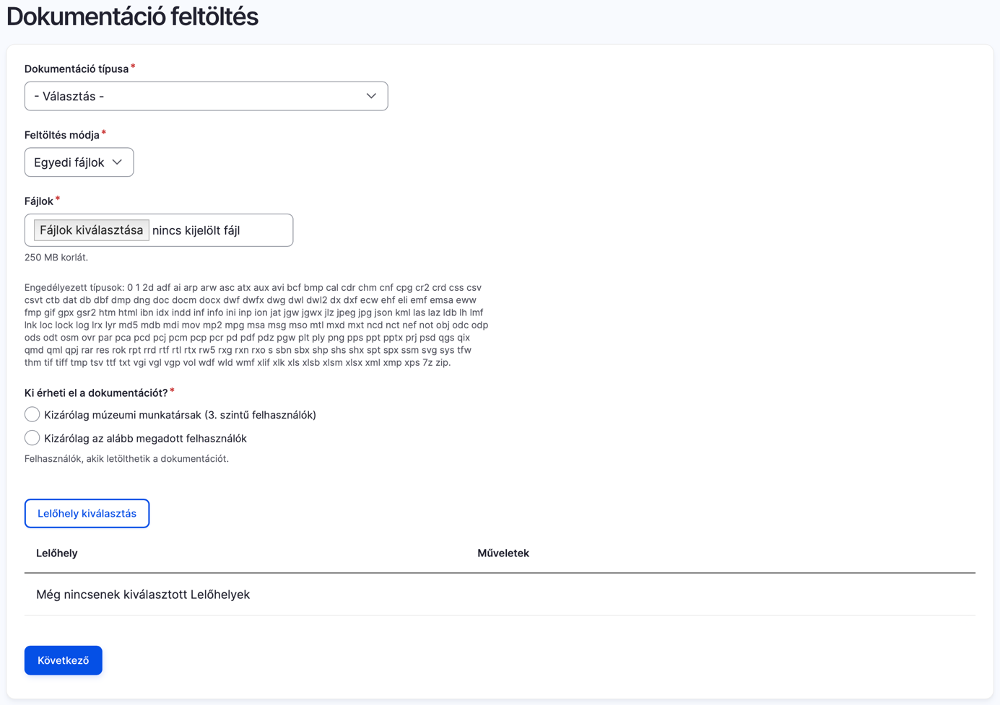 Dokumentáció feltöltés
Dokumentáció típusa*
- Választás -
Feltöltés módja*
Egyedi fájlok
Fájlok*
Fájlok kiválasztása nincs kijelölt fájl
250 MB korlát.
Engedélyezett típusok: 0 1 2d adf ai arp arw asc atx aux avi bcf bmp cal cdr chm cnf cpg cr2 crd css csv
csvt ctb dat db dbf dmp dng doc docm docx dwf dwfx dwg dwl dwl2 dx dxf ecw ehf eli emf emsa eww
fmp gif gpx gsr2 htm html ibn idx indd inf info ini inp ion jat jgw jgwx jlz jpeg jpg json kml las laz ldb lh lmf
lnk loc lock log lrx lyr md5 mdb mdi mov mp2 mpg msa msg mso mtl mxd mxt ncd nct nef not obj odc odp
ods odt osm ovr par pca pcd pcj pcm pcp pcr pd pdf pdz pgw plt ply png pps ppt pptx prj psd qgs qix
qmd qml qpj rar res rok rpt rrd rtf rtl rtx rw5 rxg rxn rxo s sbn sbx shp shs shx spt spx ssm svg sys tfw
thm tif tiff tmp tsv ttf txt vgi vgl vgp vol wdf wld wmf xlif xlk xls xlsb xlsm xlsx xml xmp xps 7z zip.
Ki érheti el a dokumentációt?*
Kizárólag múzeumi munkatársak (3. szintű felhasználók)
Kizárólag az alább megadott felhasználók
Felhasználók, akik letölthetik a dokumentációt.
Lelőhely kiválasztás
Lelőhely Műveletek
Még nincsenek kiválasztott Lelőhelyek
Következő